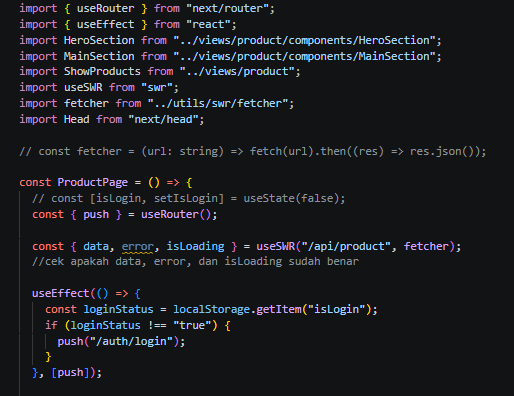 import { useRouter } from "next/router";
import { useEffect } from "react";
import HeroSection from "../views/product/components/HeroSection";
import MainSection from "../views/product/components/MainSection";
import ShowProducts from "../views/product";
import useSWR from "swr";
import fetcher from "../utils/swr/fetcher";
import Head from "next/head";
// const fetcher = (url: string) => fetch(url).then((res) => res.json());
const ProductPage = () => {
// const [isLogin, setIsLogin] = useState(false);
const { push } = useRouter();
const { data, error, isLoading } = useSWR("/api/product", fetcher);
//cek apakah data, error, dan isLoading sudah benar
useEffect(() => {
const loginStatus = localStorage.getItem("isLogin");
if (loginStatus !== "true") {
push("/auth/login");
}
}, [push]);